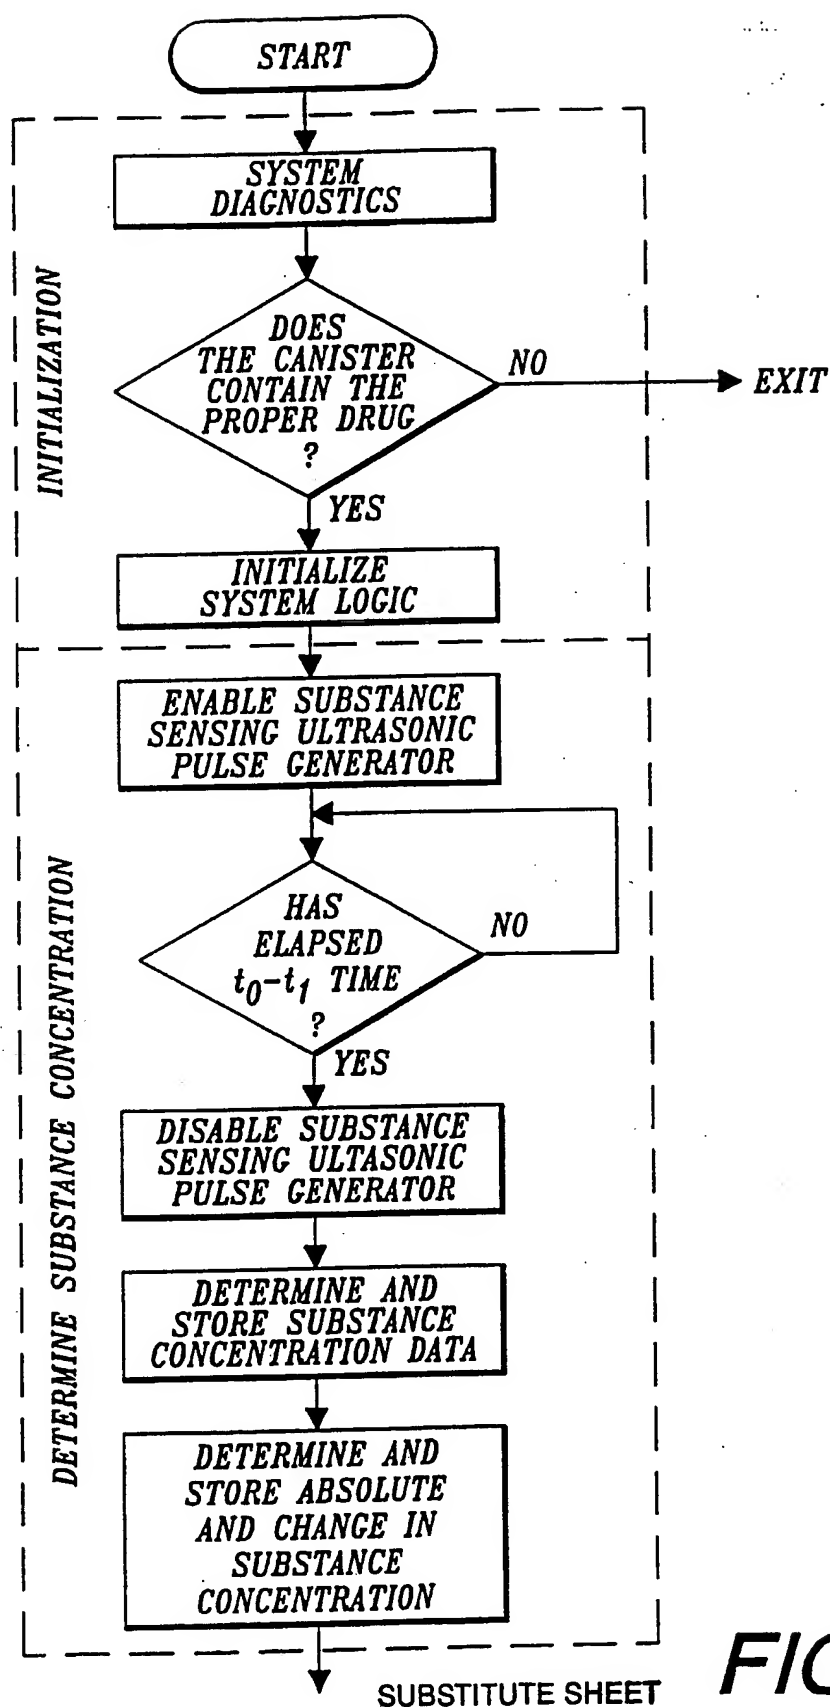 START
SYSTEM
DIAGNOSTICS
INITIALIZATION
DOES
THE CANISTER
CONTAIN THE
PROPER DRUG
?
NO
EXIT
YES
INITIALIZE
SYSTEM LOGIC
ENABLE SUBSTANCE
SENSING ULTRASONIC
PULSE GENERATOR
DETERMINE SUBSTANCE CONCENTRATION
HAS
ELAPSED
t0-t1 TIME
?
NO
YES
DISABLE SUBSTANCE
SENSING ULTASONIC
PULSE GENERATOR
DETERMINE AND
STORE SUBSTANCE
CONCENTRATION DATA
DETERMINE AND
STORE ABSOLUTE
AND CHANGE IN
SUBSTANCE
CONCENTRATION
SUBSTITUTE SHEET